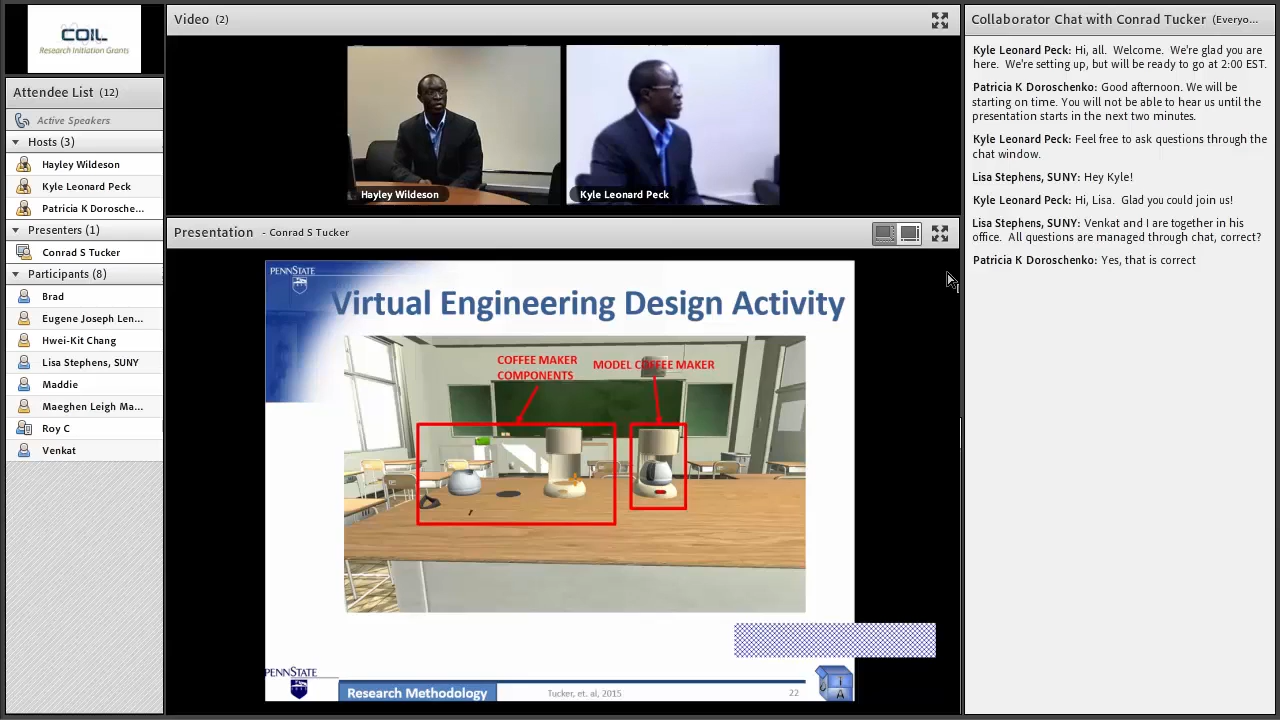 COIL
Research Initiation Grants
Attendee List (12)
Active Speakers
Hosts (3)
Hayley Wildeson
Kyle Leonard Peck
Patricia K Dorosche...
Presenters (1)
Conrad S Tucker
Participants (8)
Brad
Eugene Joseph Len...
Hwei-Kit Chang
Lisa Stephens, SUNY
Maddie
Maeghen Leigh Ma...
Roy C
Venkat
Video (2)
Hayley Wildeson
Kyle Leonard Peck
Presentation - Conrad S Tucker
PENNSTATE
Virtual Engineering Design Activity
COFFEE MAKER
COMPONENTS
MODEL COFFEE MAKER
PENNSTATE
Research Methodology
Tucker, et. al, 2015
22
i
A
Collaborator Chat with Conrad Tucker (Everyo...
Kyle Leonard Peck: Hi, all. Welcome. We're glad you are
here. We're setting up, but will be ready to go at 2:00 EST.
Patricia K Doroschenko: Good afternoon. We will be
starting on time. You will not be able to hear us until the
presentation starts in the next two minutes.
Kyle Leonard Peck: Feel free to ask questions through the
chat window.
Lisa Stephens, SUNY: Hey Kyle!
Kyle Leonard Peck: Hi, Lisa. Glad you could join us!
Lisa Stephens, SUNY: Venkat and I are together in his
office. All questions are managed through chat, correct?
Patricia K Doroschenko: Yes, that is correct